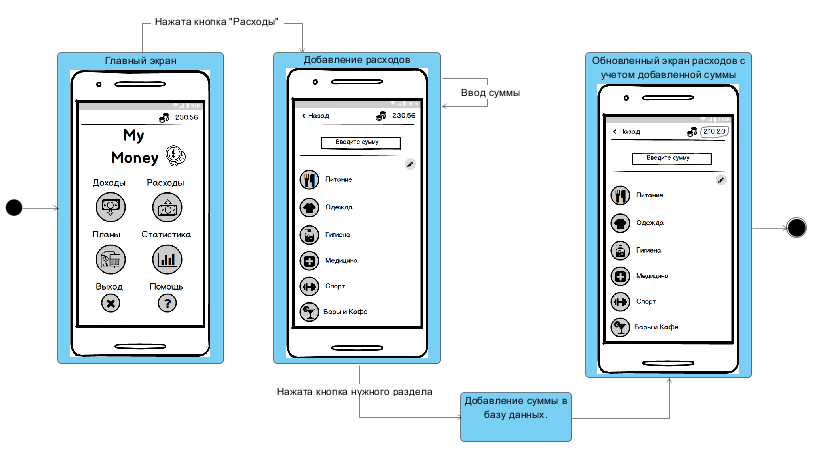 Нажата кнопка "Расходы"
Главный экран
230.56
My
Money
Доходы
Расходы
Планы
Статистика
Выход
Помощь
Добавление расходов
< Назад
230.56
Введите сумму
Питание
Одежда
Гигиена
Медицина
Спорт
Бары и Кафе
Ввод суммы
Нажата кнопка нужного раздела
Добавление суммы в
базу данных.
Обновленный экран расходов с
учетом добавленной суммы
< Назад
210.20
Введите сумму
Питание
Одежда
Гигиена
Медицина
Спорт
Бары и Кафе